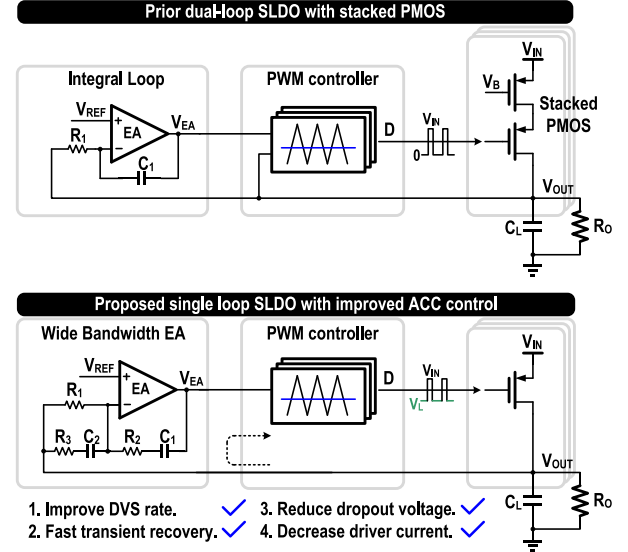 Prior dual-loop SLDO with stacked PMOS
Integral Loop
PWM controller
VIN
VB
Stacked
PMOS
VREF
+
EA
−
VEA
R1
C1
D
VIN
0
VOUT
CL
RO
Proposed single loop SLDO with improved ACC control
Wide Bandwidth EA
PWM controller
VIN
VREF
+
EA
−
VEA
R1
R3
C2
R2
C1
D
VIN
VL
VOUT
CL
RO
1. Improve DVS rate.
3. Reduce dropout voltage.
2. Fast transient recovery.
4. Decrease driver current.